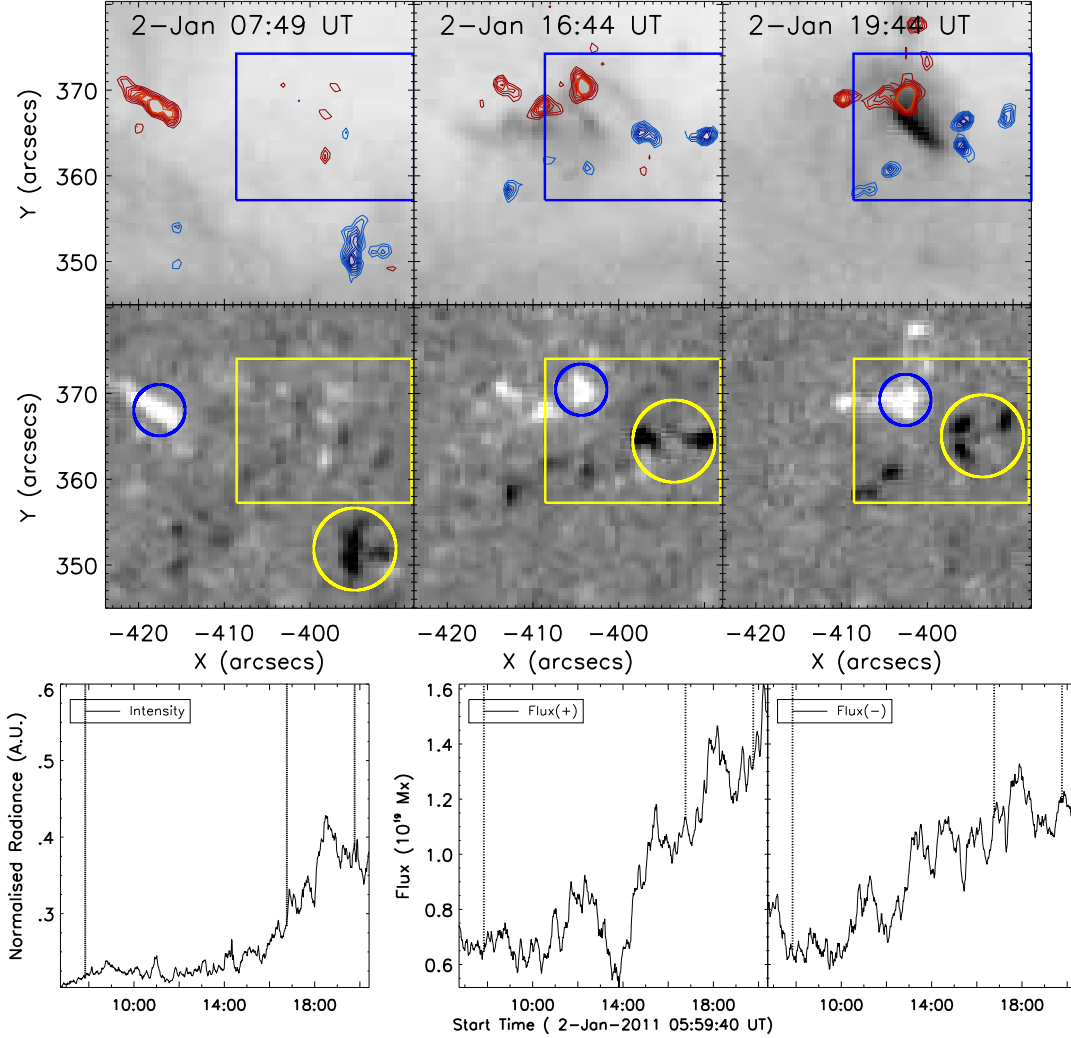 2-Jan 07:49 UT
2-Jan 16:44 UT
2-Jan 19:44 UT
370
360
350
Y (arcsecs)
370
360
350
Y (arcsecs)
-420 -410 -400
-420 -410 -400
-420 -410 -400
X (arcsecs)
X (arcsecs)
X (arcsecs)
.6
.5
.4
.3
Normalised Radiance (A.U.)
Intensity
10:00 14:00 18:00
1.6
1.4
1.2
1.0
0.8
0.6
Flux (10¹⁹ Mx)
Flux(+)
10:00 14:00 18:00
Flux(-)
10:00 14:00 18:00
Start Time ( 2-Jan-2011 05:59:40 UT)